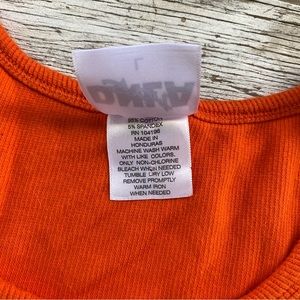 L
95% COTTON
5% SPANDEX
RN 104196
MADE IN
HONDURAS
MACHINE WASH WARM
WITH LIKE COLORS.
ONLY NON-CHLORINE
BLEACH WHEN NEEDED
TUMBLE DRY LOW
REMOVE PROMPTLY
WARM IRON
WHEN NEEDED